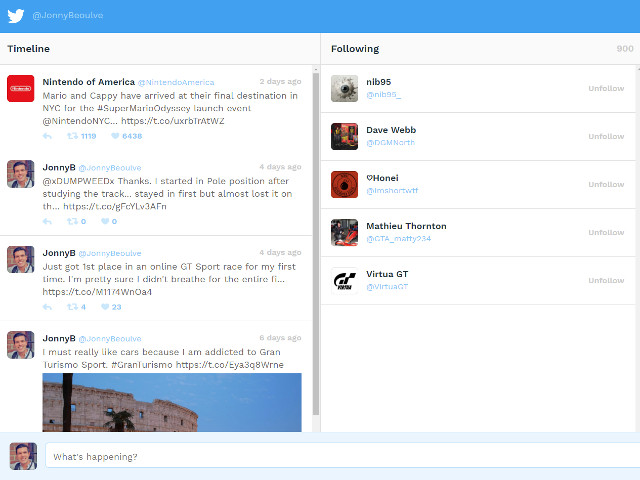 @JonnyBeoulve
Timeline
Following 900
Nintendo of America @NintendoAmerica 2 days ago
Mario and Cappy have arrived at their final destination in
NYC for the #SuperMarioOdyssey launch event
@NintendoNYC... https://t.co/uxrbTrAtWZ
1119 6438
JonnyB @JonnyBeoulve 4 days ago
@xDUMPWEEDx Thanks. I started in Pole position after
studying the track... stayed in first but almost lost it on
th... https://t.co/gFcYLv3AFn
0 0
JonnyB @JonnyBeoulve 4 days ago
Just got 1st place in an online GT Sport race for my first
time. I'm pretty sure I didn't breathe for the entire fi...
https://t.co/M1174WnOa4
4 23
JonnyB @JonnyBeoulve 6 days ago
I must really like cars because I am addicted to Gran
Turismo Sport. #GranTurismo https://t.co/Eya3q8Wrne
nib95
@nib95_
Unfollow
Dave Webb
@DGMNorth
Unfollow
♡Honei
@Imshortwtf
Unfollow
Mathieu Thornton
@GTA_matty234
Unfollow
Virtua GT
@VirtuaGT
Unfollow
What's happening?